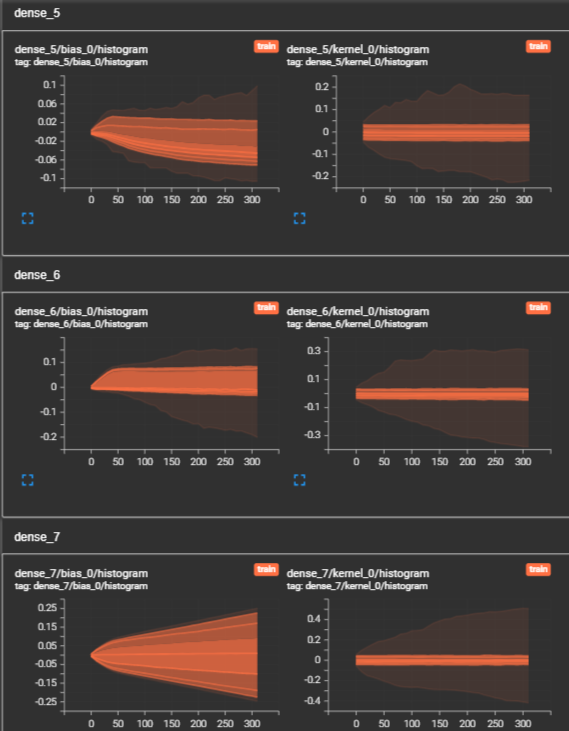 dense_5
dense_5/bias_0/histogram train dense_5/kernel_0/histogram train
tag: dense_5/bias_0/histogram tag: dense_5/kernel_0/histogram
0.1 0.2
0.06 0.1
0.02
-0.02 0
-0.06 -0.1
-0.1 -0.2
0 50 100 150 200 250 300 0 50 100 150 200 250 300
dense_6
dense_6/bias_0/histogram train dense_6/kernel_0/histogram train
tag: dense_6/bias_0/histogram tag: dense_6/kernel_0/histogram
0.1 0.3
0 0.1
-0.1 -0.1
-0.2 -0.3
0 50 100 150 200 250 300 0 50 100 150 200 250 300
dense_7
dense_7/bias_0/histogram train dense_7/kernel_0/histogram train
tag: dense_7/bias_0/histogram tag: dense_7/kernel_0/histogram
0.25 0.4
0.15 0.2
0.05 0
-0.05 -0.2
-0.15 -0.4
-0.25
0 50 100 150 200 250 300 0 50 100 150 200 250 300